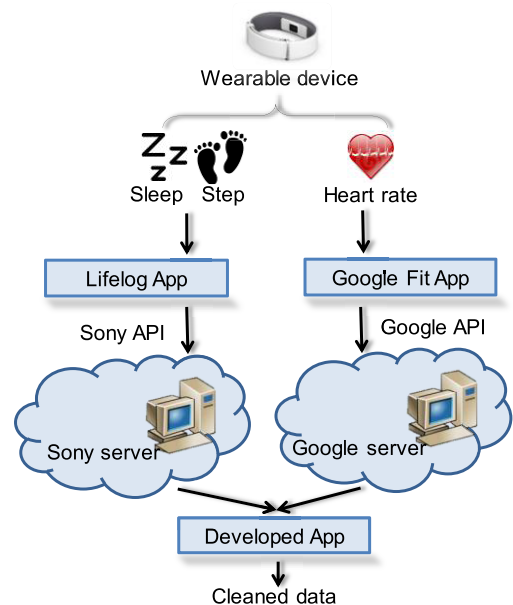 Wearable device
Z Z Z
Sleep Step Heart rate
Lifelog App Google Fit App
Sony API Google API
Sony server Google server
Developed App
Cleaned data